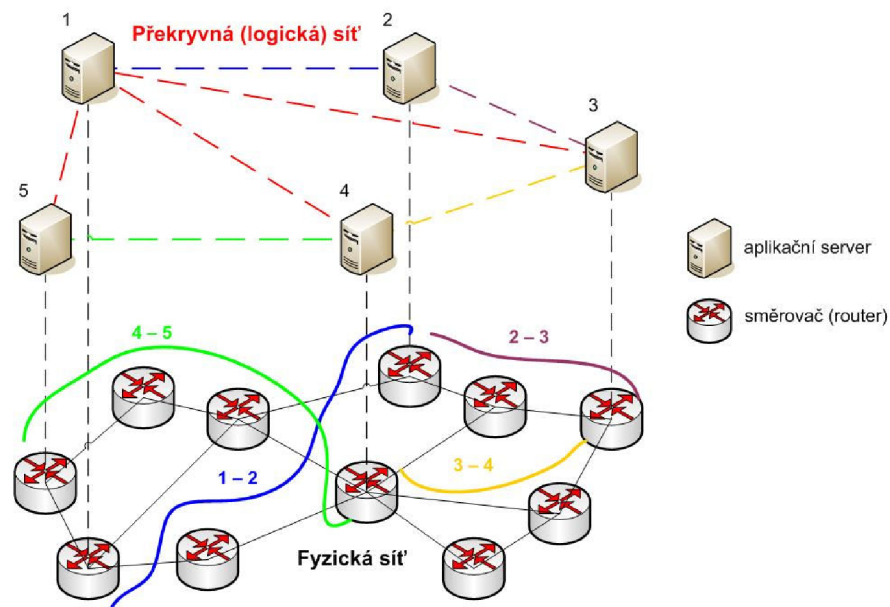 1
2
Překryvná (logická) síť
3
5
4
aplikační server
směrovač (router)
4 – 5
2 – 3
1 – 2
3 – 4
Fyzická síť